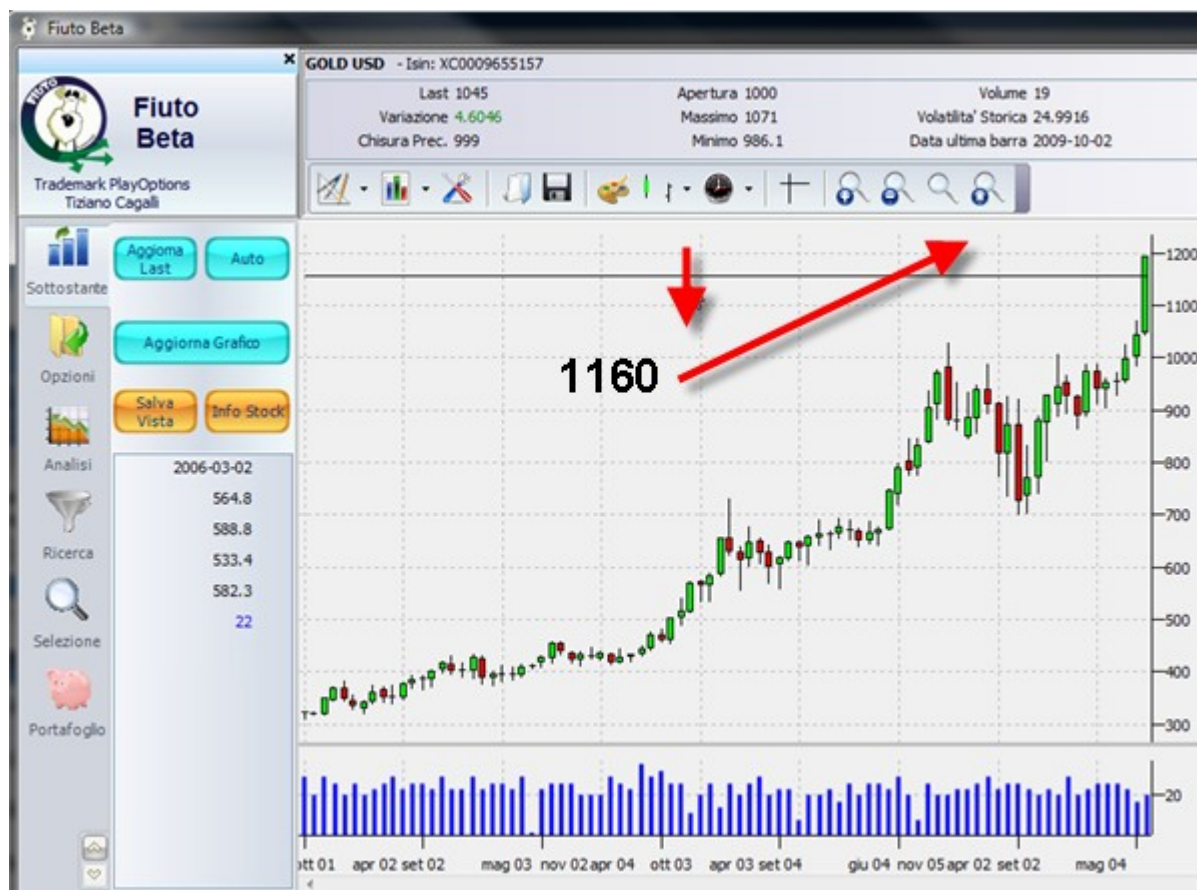 Fiuto Beta
FIUTO
Fiuto
Beta
Trademark PlayOptions
Tiziano Cagalli
GOLD USD - Isin: XC0009655157
Last 1045 Apertura 1000 Volume 19
Variazione 4.6046 Massimo 1071 Volatilita' Storica 24.9916
Chisura Prec. 999 Minimo 986.1 Data ultima barra 2009-10-02
Sottostante
Opzioni
Analisi
Ricerca
Selezione
Portafoglio
Aggiorna
Last
Auto
Aggiorna Grafico
Salva
Vista
Info Stock
2006-03-02
564.8
588.8
533.4
582.3
22
1160
1200
1100
1000
900
800
700
600
500
400
300
20
ott 01 apr 02 set 02 mag 03 nov 02 apr 04 ott 03 apr 03 set 04 giu 04 nov 05 apr 02 set 02 mag 04